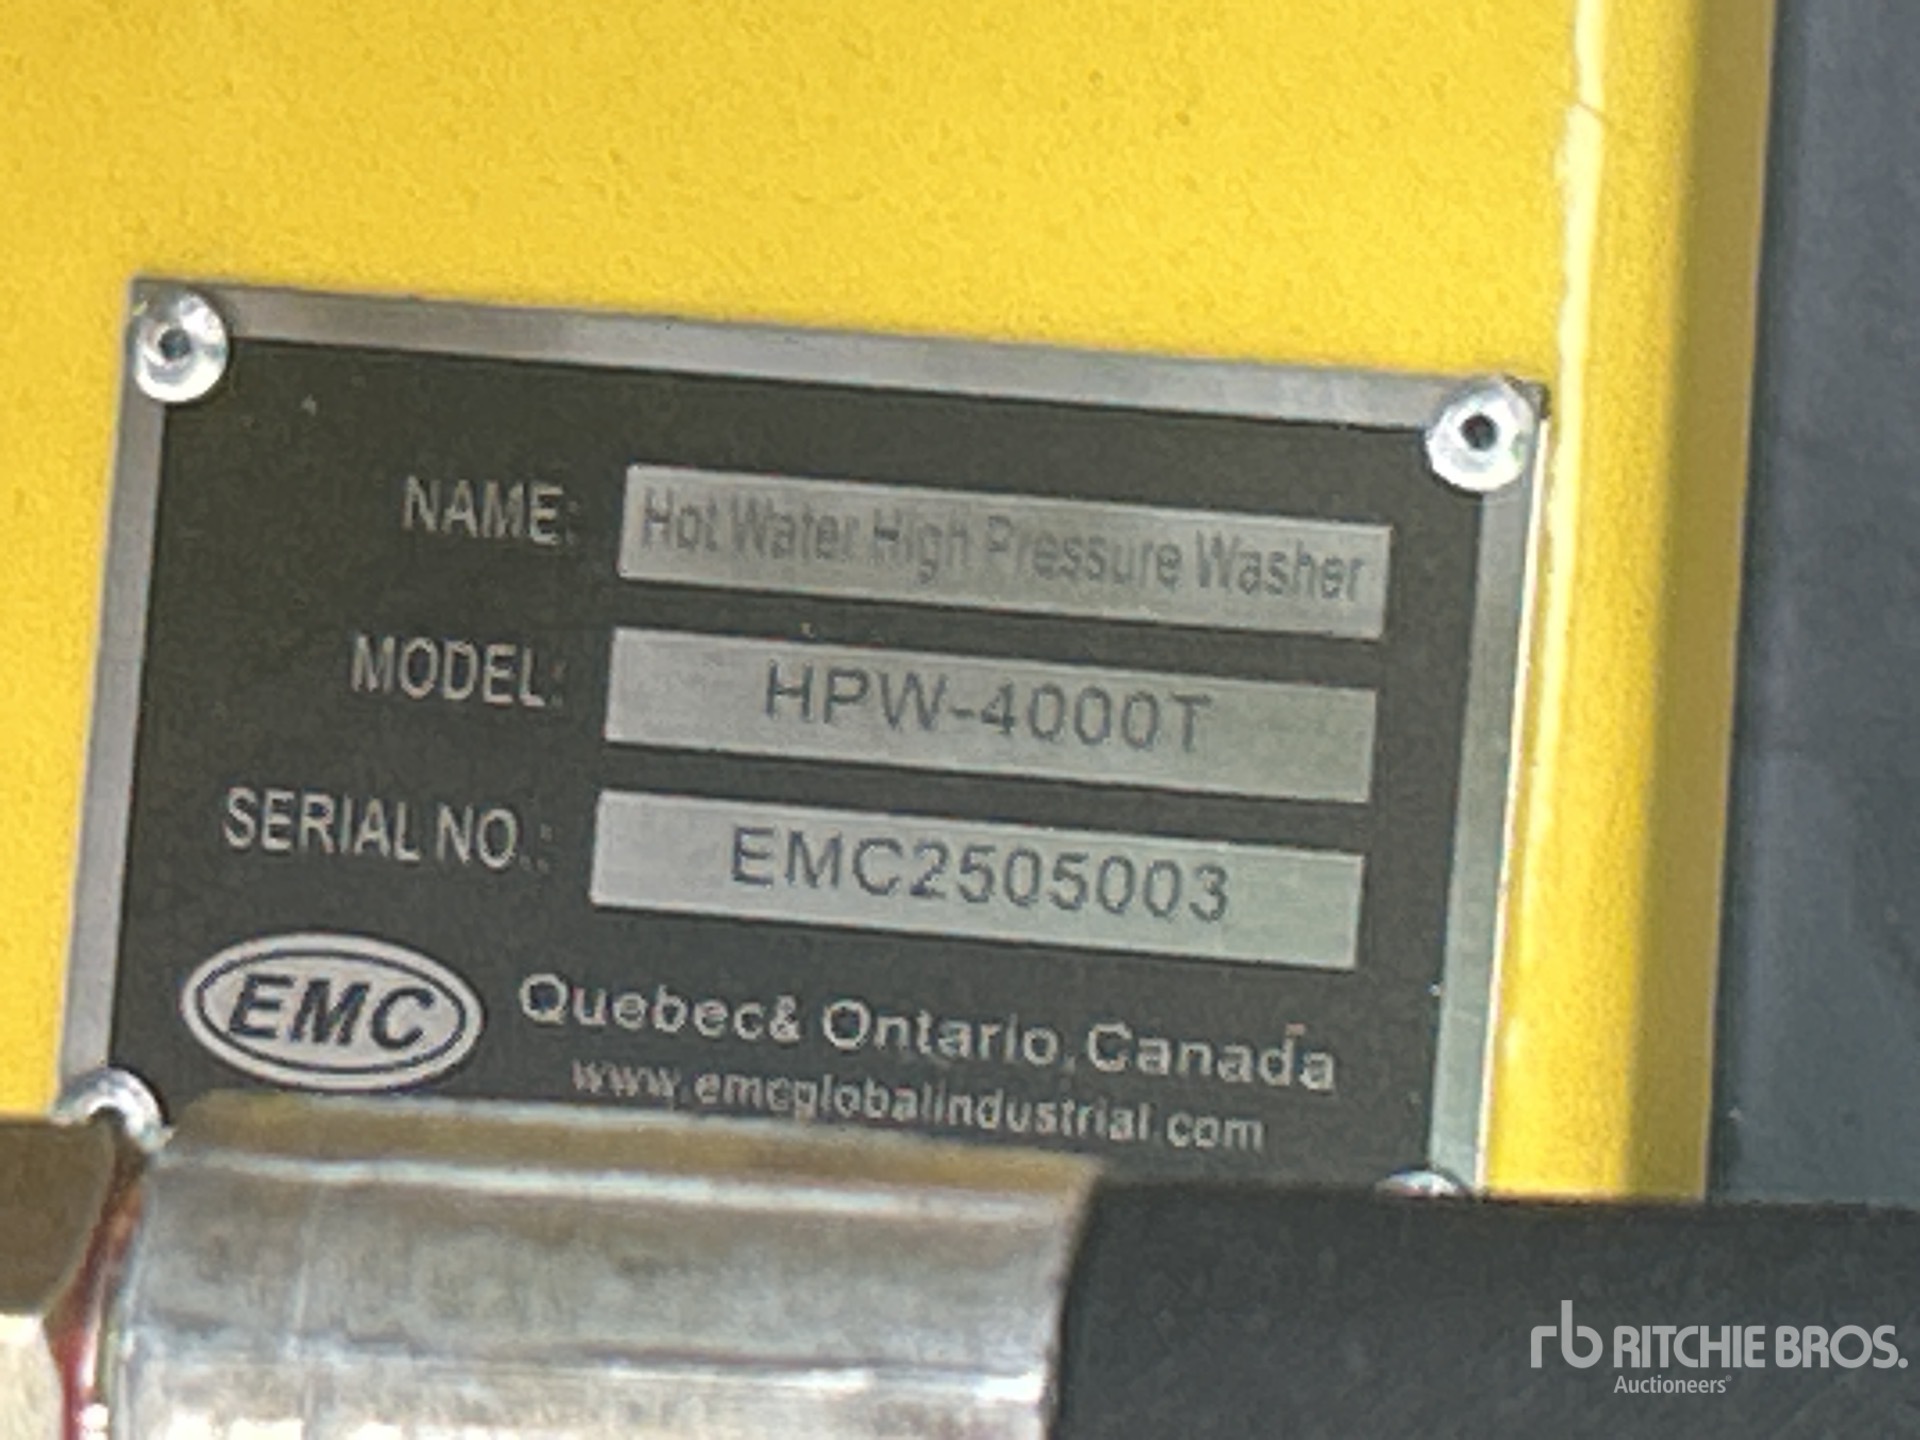 NAME: Hot Water High Pressure Washer
MODEL: HPW-4000T
SERIAL NO.: EMC2505003
EMC Quebec& Ontario,Canada
www.emcglobalindustrial.com
rb RITCHIE BROS.
Auctioneers